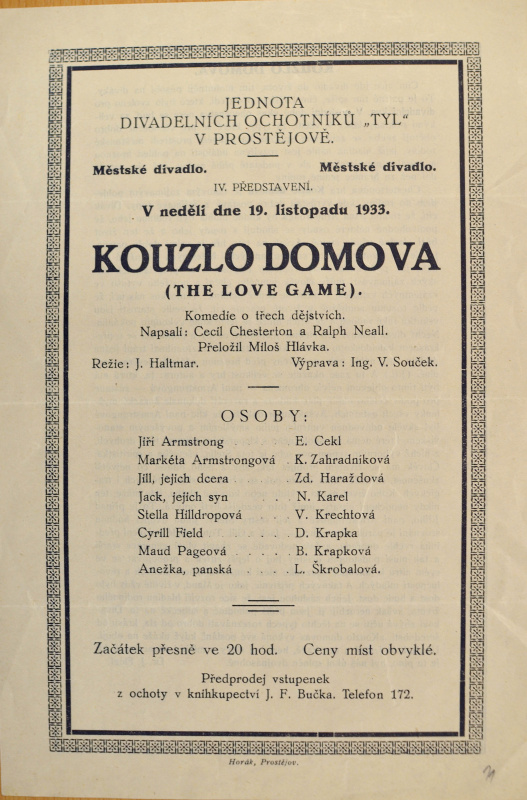 JEDNOTA
DIVADELNÍCH OCHOTNÍKŮ „TYL“
V PROSTĚJOVĚ.
Městské divadlo. Městské divadlo.
IV. PŘEDSTAVENÍ.
V neděli dne 19. listopadu 1933.
KOUZLO DOMOVA
(THE LOVE GAME).
Komedie o třech dějstvích.
Napsali: Cecil Chesterton a Ralph Neall.
Přeložil Miloš Hlávka.
Režie: J. Haltmar. Výprava: Ing. V. Souček.
OSOBY:
Jiří Armstrong . . . . . E. Cekl
Markéta Armstrongová . K. Zahradníková
Jill, jejich dcera . . . . Zd. Haraždová
Jack, jejich syn . . . N. Karel
Stella Hilldropová . . . V. Krechtová
Cyrill Field . . . . . . D. Krapka
Maud Pageová . . . . . B. Krapková
Anežka, panská . . . . L. Škrobalová.
Začátek přesně ve 20 hod. Ceny míst obvyklé.
Předprodej vstupenek
z ochoty v knihkupectví J. F. Bučka. Telefon 172.
Horák, Prostějov.